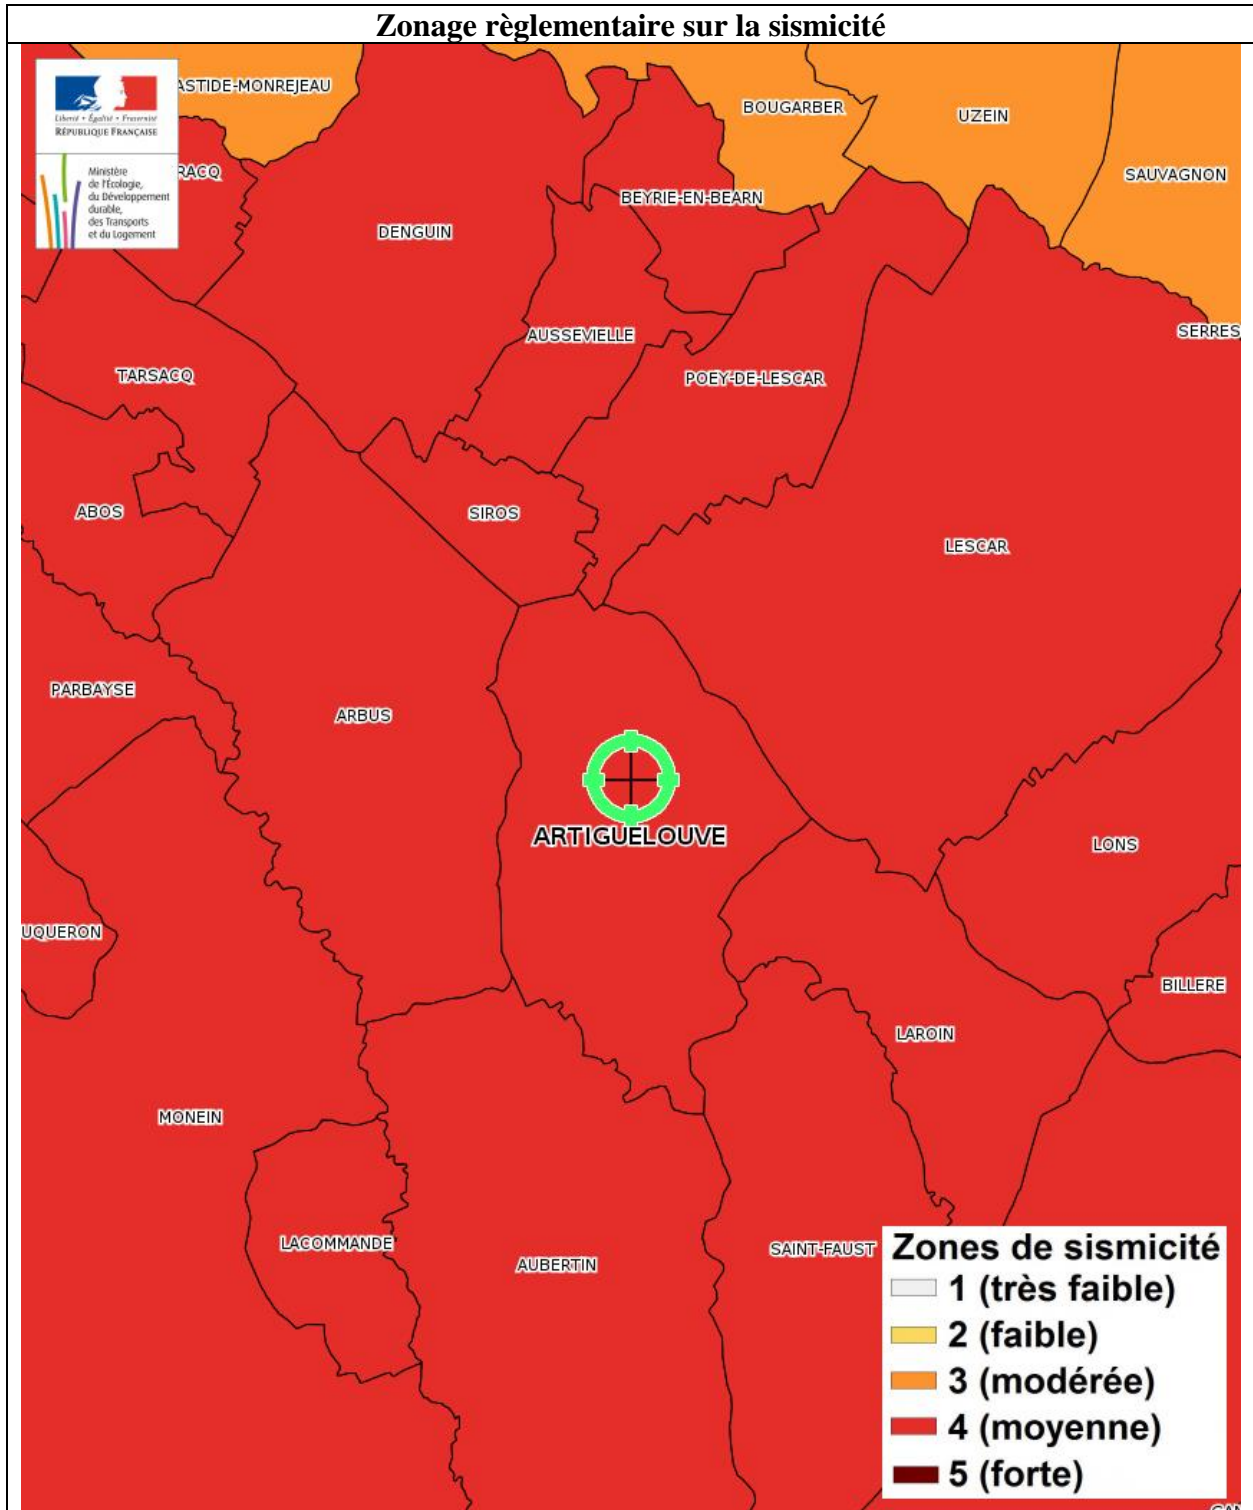 Zonage règlementaire sur la sismicité
Liberté • Égalité • Fraternité
RÉPUBLIQUE FRANÇAISE
Ministère
de l'Écologie,
du Développement
durable,
des Transports
et du Logement
ASTIDE-MONREJEAU
BOUGARBER
UZEIN
RACQ
SAUVAGNON
BEYRIE-EN-BEARN
DENGUIN
SERRES
AUSSEVIELLE
TARSACQ
POEY-DE-LESCAR
ABOS
SIROS
LESCAR
PARBAYSE
ARBUS
ARTIGUELOUVE
LONS
UQUERON
BILLERE
LAROIN
MONEIN
LACOMMANDE
SAINT-FAUST
AUBERTIN
Zones de sismicité
1 (très faible)
2 (faible)
3 (modérée)
4 (moyenne)
5 (forte)